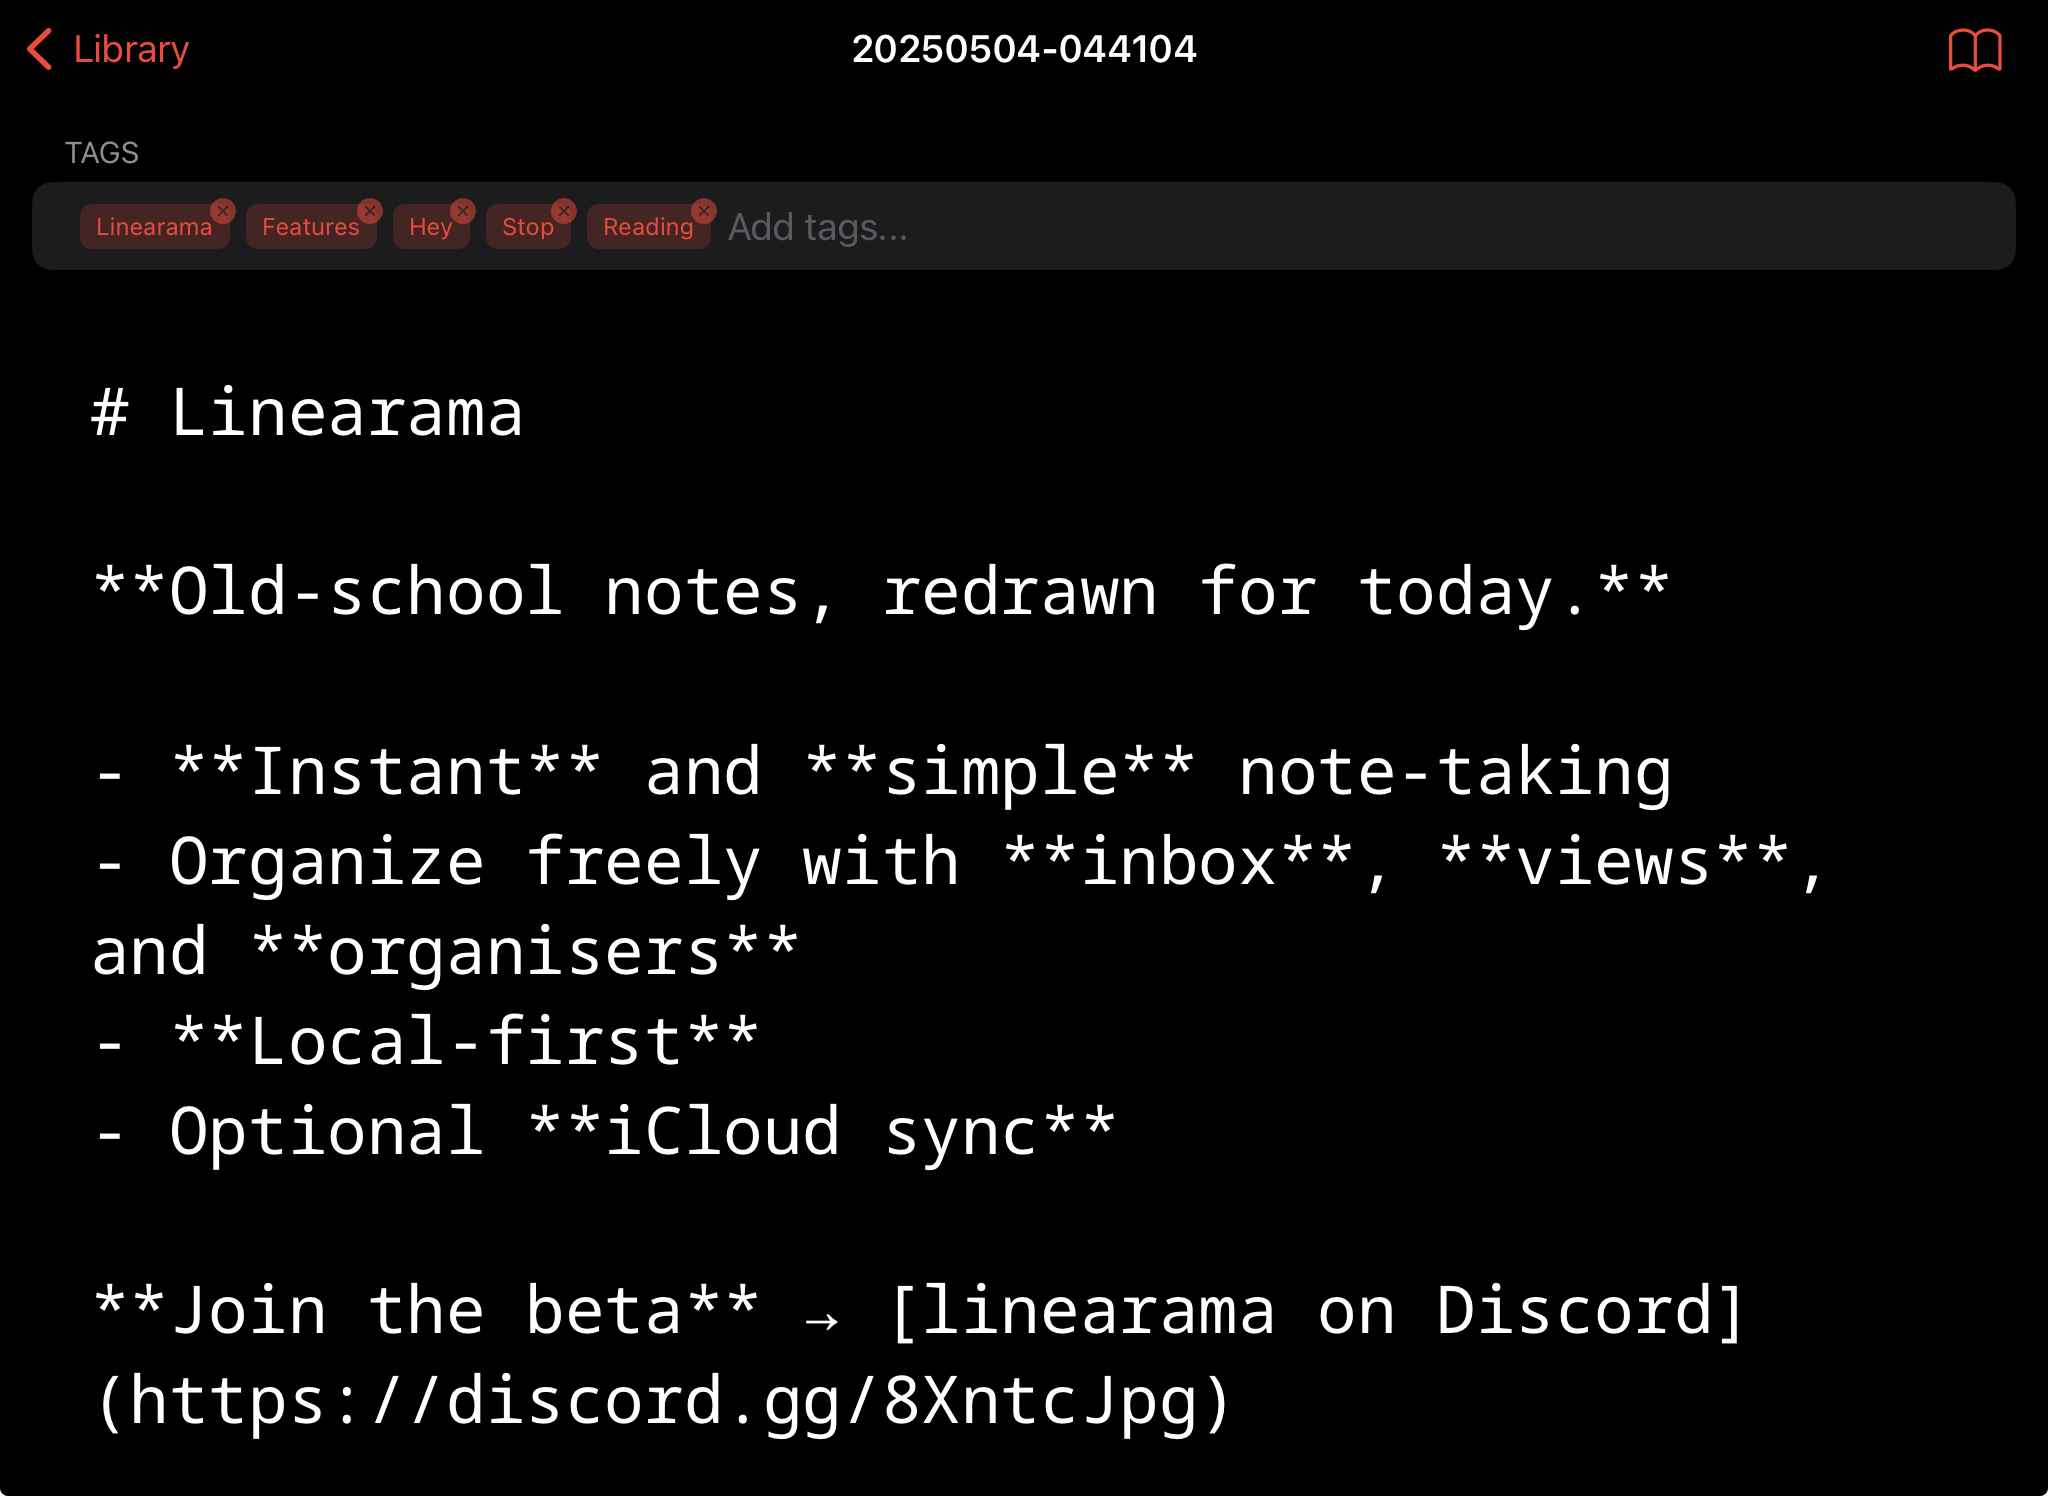 Library
20250504-044104
TAGS
Linearama Features Hey Stop Reading Add tags...
# Linearama
**Old-school notes, redrawn for today.**
- **Instant** and **simple** note-taking
- Organize freely with **inbox**, **views**,
and **organisers**
- **Local-first**
- Optional **iCloud sync**
**Join the beta** → [linearama on Discord]
(https://discord.gg/8XntcJpg)